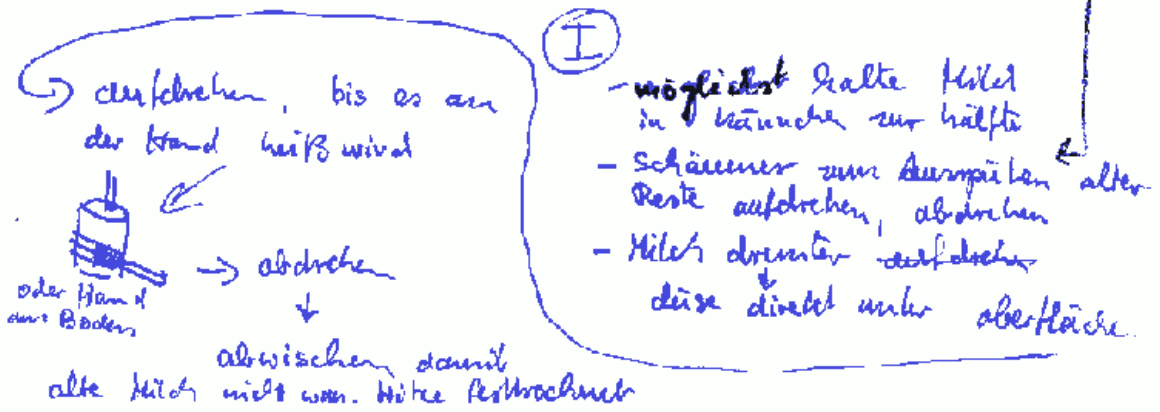 I
- möglichst kalte Milch
in Kännchen zur hälfte
- Schäumer zum Ausspülen alter
Reste aufdrehen, abdrehen
- Milch drunter aufdrehen
↓
düse direkt unter oberfläche
→ aufdrehen, bis es an
der Hand heiß wird
oder Hand
am Boden
→ abdrehen
↓
abwischen damit
alte Milch nicht weg. Hitze festtrocknet